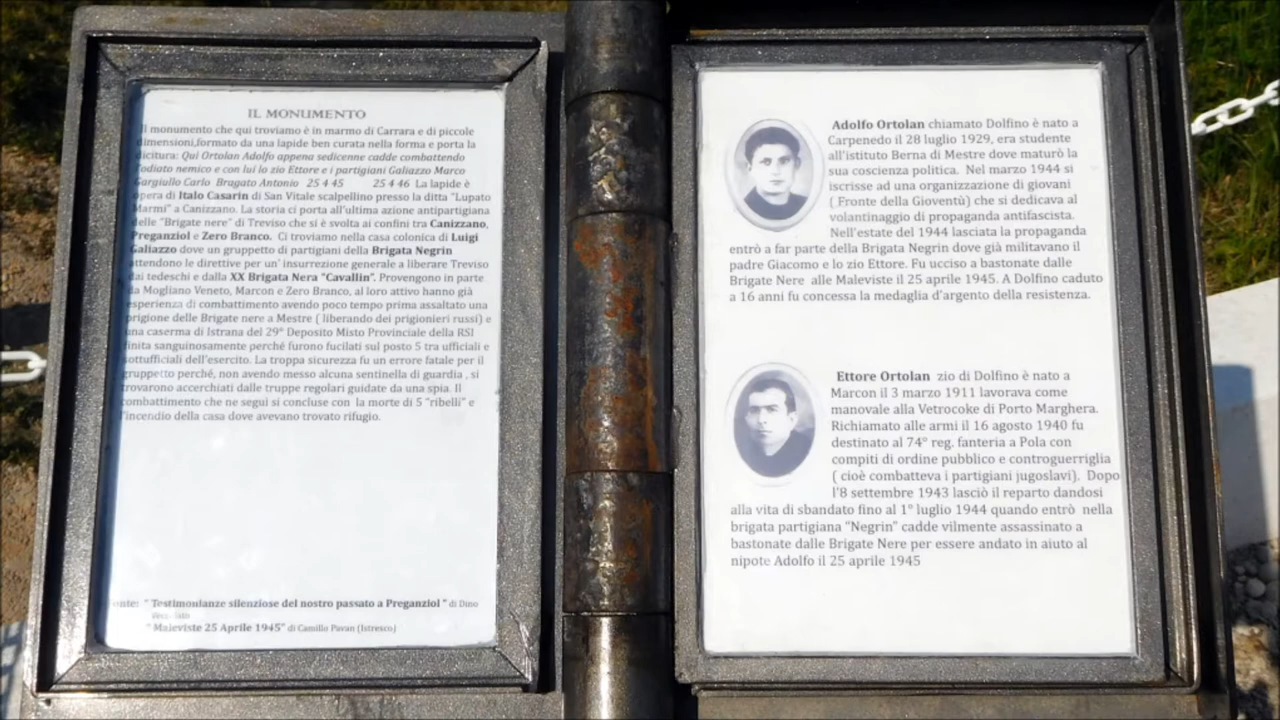 IL MONUMENTO
Il monumento che qui troviamo è in marmo di Carrara e di piccole
dimensioni,formato da una lapide ben curata nella forma e porta la
dicitura: Qui Ortolan Adolfo appena sedicenne cadde combattendo
l'odiato nemico e con lui lo zio Ettore e i partigiani Galiazzo Marco
Gargiullo Carlo Bragato Antonio 25 4 45 25 4 46 La lapide è
opera di Italo Casarin di San Vitale scalpellino presso la ditta "Lupato
Marmi" a Canizzano. La storia ci porta all'ultima azione antipartigiana
delle "Brigate nere" di Treviso che si è svolta ai confini tra Canizzano,
Preganziol e Zero Branco. Ci troviamo nella casa colonica di Luigi
Galiazzo dove un gruppetto di partigiani della Brigata Negrin
attendono le direttive per un' insurrezione generale a liberare Treviso
dai tedeschi e dalla XX Brigata Nera "Cavallin". Provengono in parte
da Mogliano Veneto, Marcon e Zero Branco, al loro attivo hanno già
esperienza di combattimento avendo poco tempo prima assaltato una
prigione delle Brigate nere a Mestre ( liberando dei prigionieri russi) e
una caserma di Istrana del 29° Deposito Misto Provinciale della RSI
finita sanguinosamente perché furono fucilati sul posto 5 tra ufficiali e
sottufficiali dell'esercito. La troppa sicurezza fu un errore fatale per il
gruppetto perché, non avendo messo alcuna sentinella di guardia , si
trovarono accerchiati dalle truppe regolari guidate da una spia. Il
combattimento che ne seguì si concluse con la morte di 5 "ribelli" e
l'incendio della casa dove avevano trovato rifugio.
onte: " Testimonianze silenziose del nostro passato a Preganziol " di Dino
" Maleviste 25 Aprile 1945" di Camillo Pavan (Istresco)
Adolfo Ortolan chiamato Dolfino è nato a
Carpenedo il 28 luglio 1929, era studente
all'istituto Berna di Mestre dove maturò la
sua coscienza politica. Nel marzo 1944 si
iscrisse ad una organizzazione di giovani
( Fronte della Gioventù) che si dedicava al
volantinaggio di propaganda antifascista.
Nell'estate del 1944 lasciata la propaganda
entrò a far parte della Brigata Negrin dove già militavano il
padre Giacomo e lo zio Ettore. Fu ucciso a bastonate dalle
Brigate Nere alle Maleviste il 25 aprile 1945. A Dolfino caduto
a 16 anni fu concessa la medaglia d'argento della resistenza.
Ettore Ortolan zio di Dolfino è nato a
Marcon il 3 marzo 1911 lavorava come
manovale alla Vetrocoke di Porto Marghera.
Richiamato alle armi il 16 agosto 1940 fu
destinato al 74° reg. fanteria a Pola con
compiti di ordine pubblico e controguerriglia
( cioè combatteva i partigiani jugoslavi). Dopo
l'8 settembre 1943 lasciò il reparto dandosi
alla vita di sbandato fino al 1° luglio 1944 quando entrò nella
brigata partigiana "Negrin" cadde vilmente assassinato a
bastonate dalle Brigate Nere per essere andato in aiuto al
nipote Adolfo il 25 aprile 1945